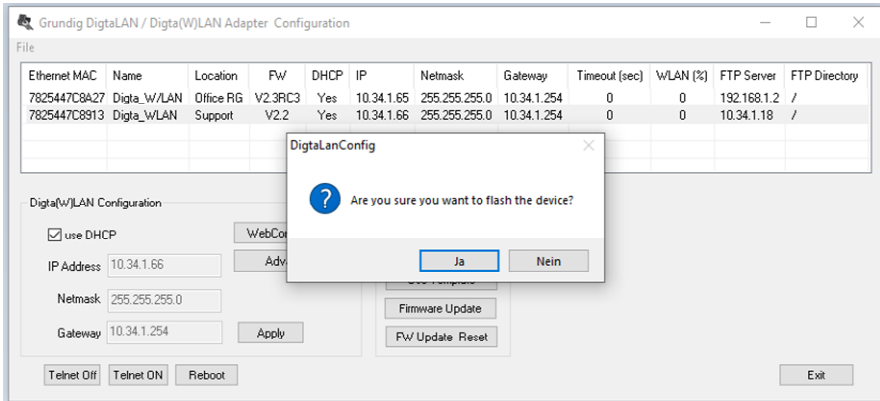 Grundig DigtaLAN / Digta(W)LAN Adapter Configuration
File
Ethernet MAC Name Location FW DHCP IP Netmask Gateway Timeout (sec) WLAN (%) FTP Server FTP Directory
7825447C8A27 Digta_W/LAN Office RG V2.3RC3 Yes 10.34.1.65 255.255.255.0 10.34.1.254 0 0 192.168.1.2 /
7825447C8913 Digta_WLAN Support V2.2 Yes 10.34.1.66 255.255.255.0 10.34.1.254 0 0 10.34.1.18 /
DigtaLanConfig
Are you sure you want to flash the device?
Ja Nein
Digta(W)LAN Configuration
use DHCP
WebCo
IP Address 10.34.1.66
Adv
Netmask 255.255.255.0
Firmware Update
Gateway 10.34.1.254 Apply
FW Update Reset
Telnet Off Telnet ON Reboot Exit